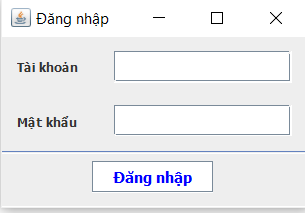 Đăng nhập
Tài khoản
Mật khẩu
Đăng nhập